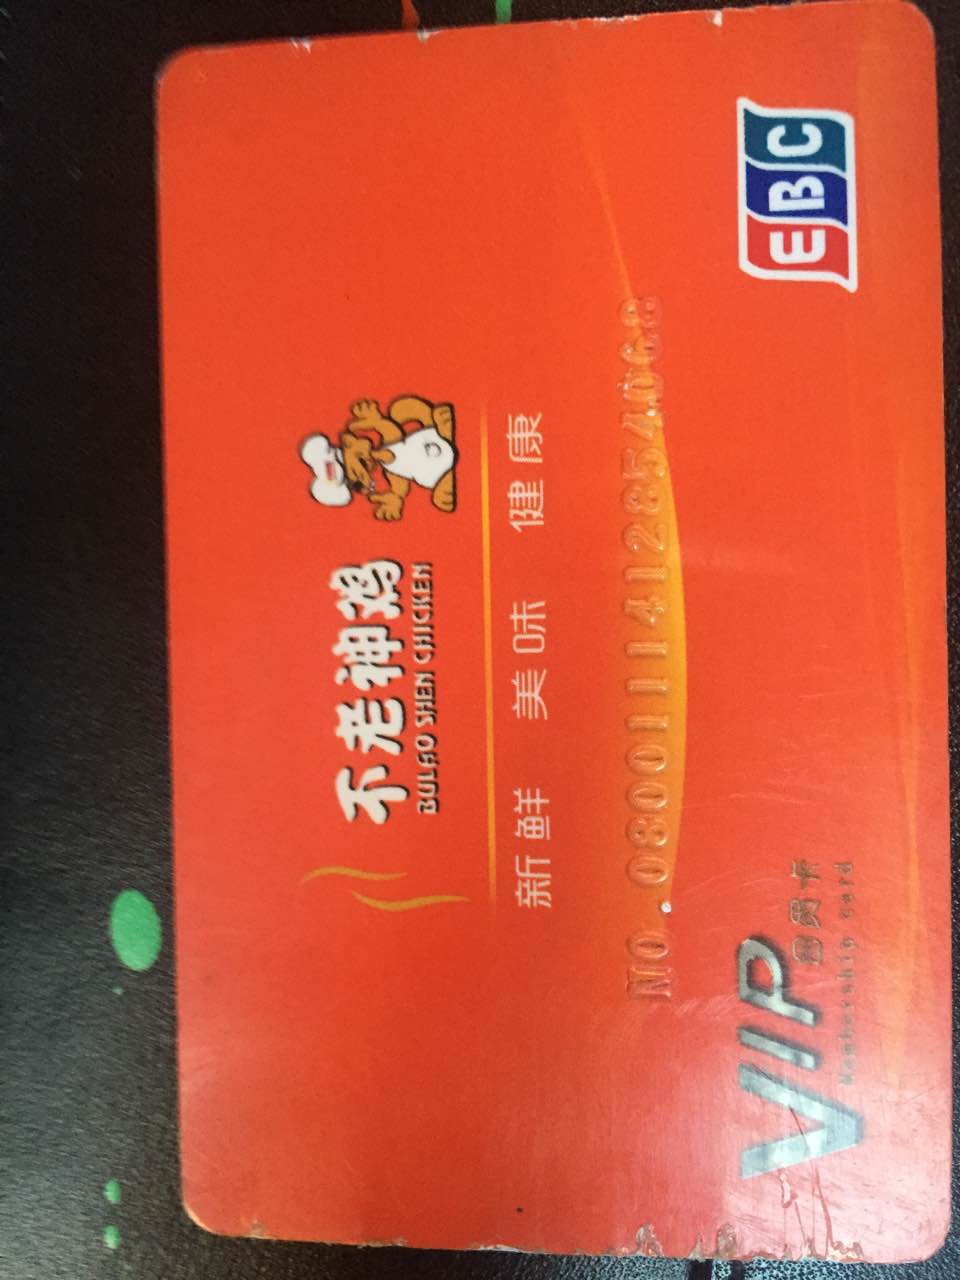 不老神鸡
BULAO SHEN CHICKEN
新鲜 美味 健康
NO.0800111412854068
VIP 会员卡
Membership Card
EBC